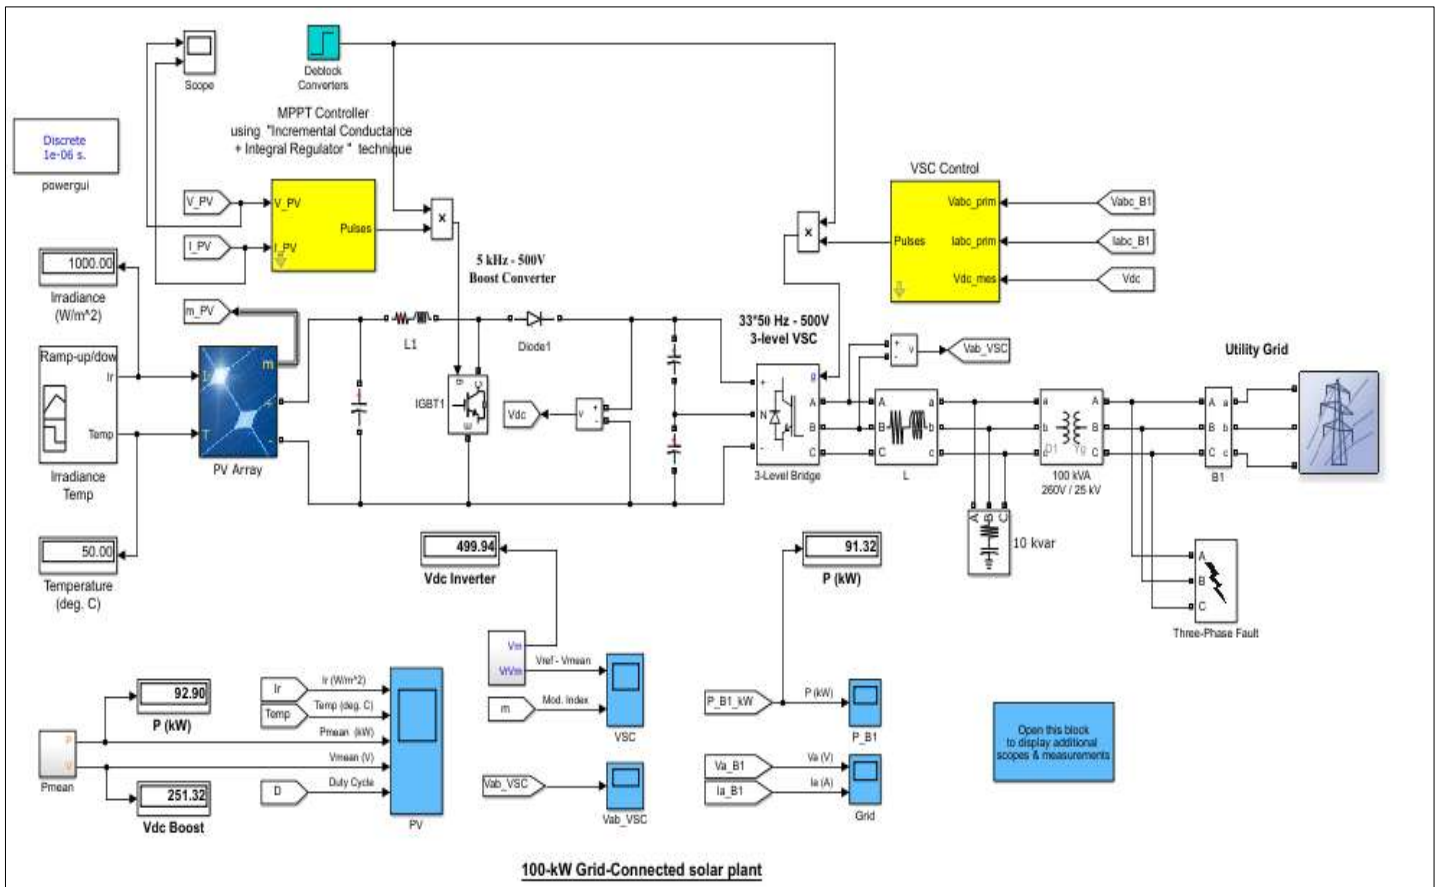 Scope
Deblock
Converters
MPPT Controller
using "Incremental Conductance
+ Integral Regulator " technique
Discrete
1e-06 s.
powergui
V_PV
I_PV
V_PV
I_PV
Pulses
×
5 kHz - 500V
Boost Converter
VSC Control
Vabc_prim
Iabc_prim
Vdc_mes
Pulses
Vabc_B1
Iabc_B1
Vdc
×
1000.00
Irradiance
(W/m^2)
m_PV
Ramp-up/dow
Ir
Temp
Irradiance
Temp
I
T
m
+
-
PV Array
L1
Diode1
g
C
E
IGBT1
Vdc
v
+
-
33*50 Hz - 500V
3-level VSC
+
N
-
g
A
B
C
3-Level Bridge
+
-
v
Vab_VSC
A
B
C
a
b
c
L
a
b
c
A
B
C
D1
Yg
100 kVA
260V / 25 kV
A
B
C
a
b
c
B1
Utility Grid
A
B
C
10 kvar
A
B
C
Three-Phase Fault
50.00
Temperature
(deg. C)
499.94
Vdc Inverter
91.32
P (kW)
92.90
P (kW)
P
V
Pmean
251.32
Vdc Boost
Ir
Temp
D
Ir (W/m^2)
Temp (deg. C)
Pmean (kW)
Vmean (V)
Duty Cycle
PV
Vm
VrVm
Vref - Vmean
m
Mod. Index
VSC
Vab_VSC
Vab_VSC
P_B1_kW
P (kW)
P_B1
Va_B1
Ia_B1
Va (V)
Ia (A)
Grid
Open this block
to display additional
scopes & measurements
100-kW Grid-Connected solar plant